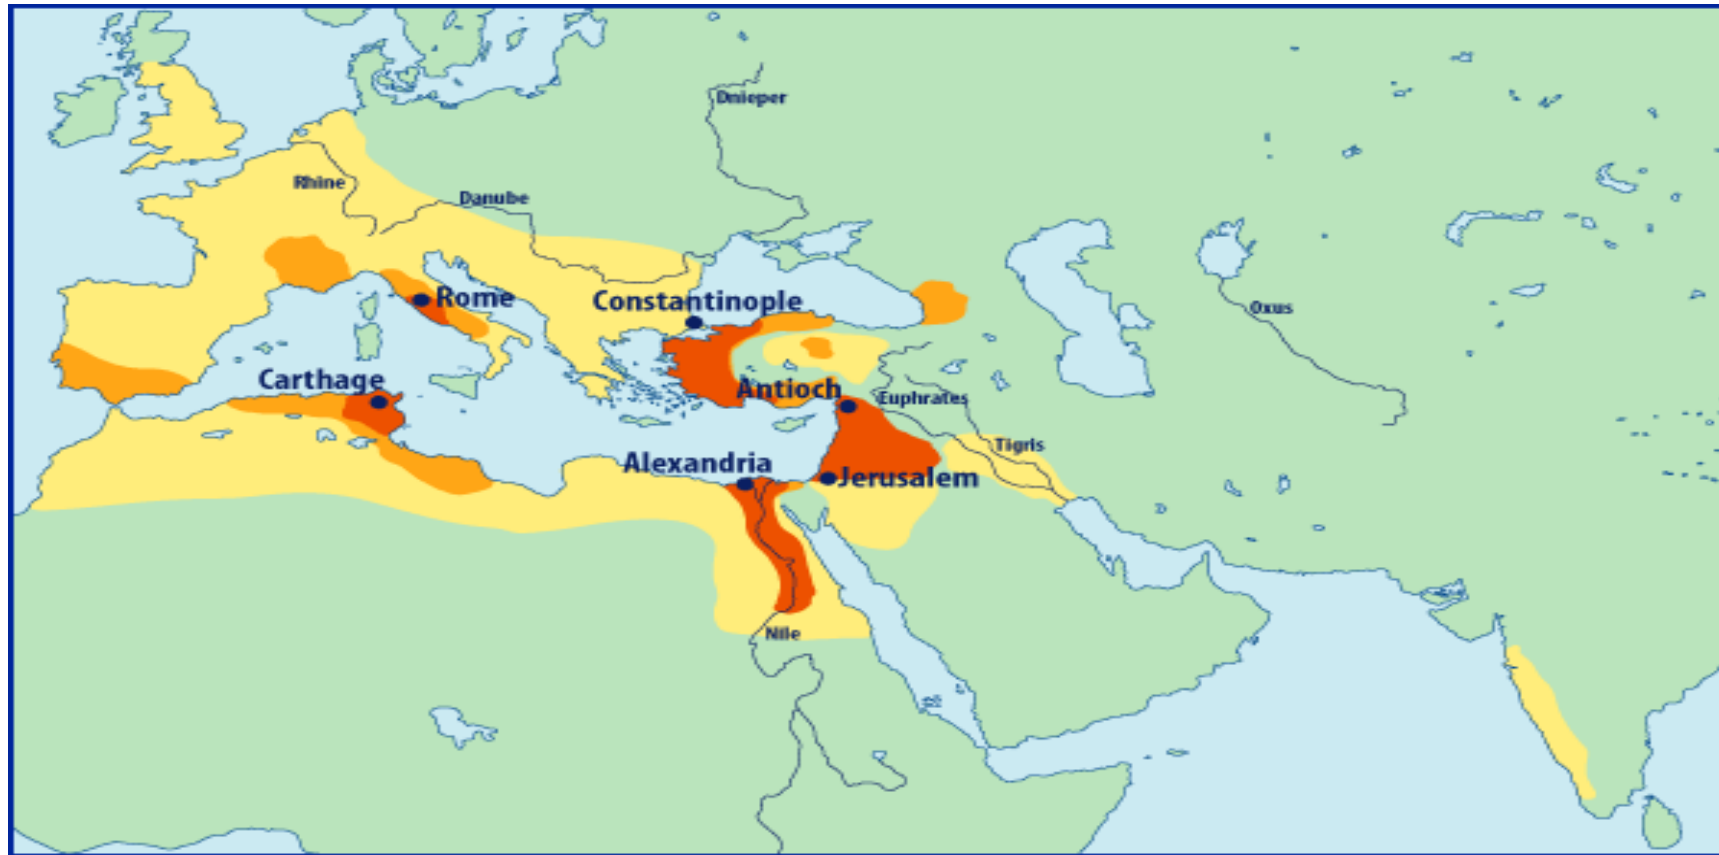 Dnieper
Rhine
Danube
Rome
Constantinople
Oxus
Carthage
Antioch
Euphrates
Tigris
Alexandria
Jerusalem
Nile